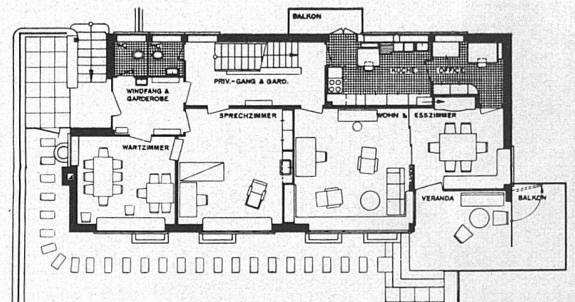 BALKON
KÜCHE
OFFICE
PRIV.-GANG & GARD.
WINDFANG &
GARDEROBE
SPRECHZIMMER
WOHN & ESSZIMMER
WARTZIMMER
VERANDA
BALKON